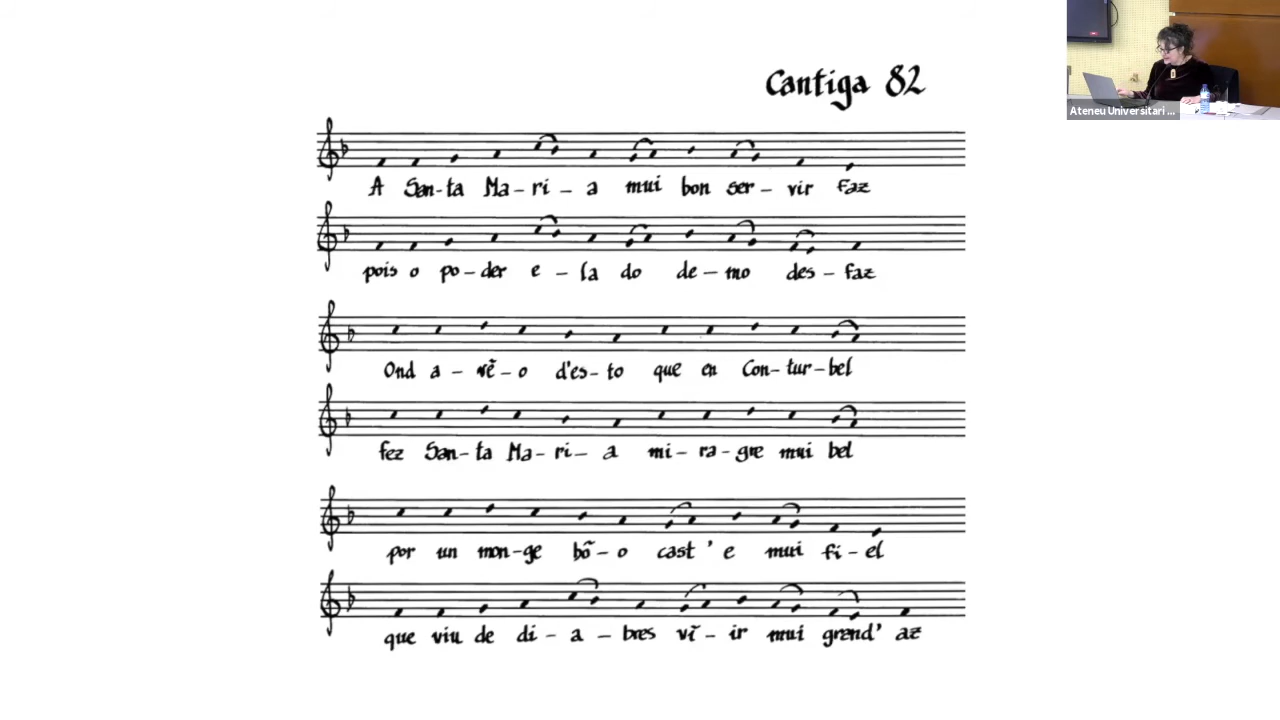 Cantiga 82
A San-ta Ma-ri-a mui bon ser-vir faz
pois o po-der e-la do de-mo des-faz
Ond a-vẽ-o d'es-to que en Con-tur-bel
fez San-ta Ma-ri-a mi-ra-gre mui bel
por un mon-ge bõ-o cast' e mui fi-el
que viu de di-a-bres vĩ-ir mui grand' az
Ateneu Universitari ...